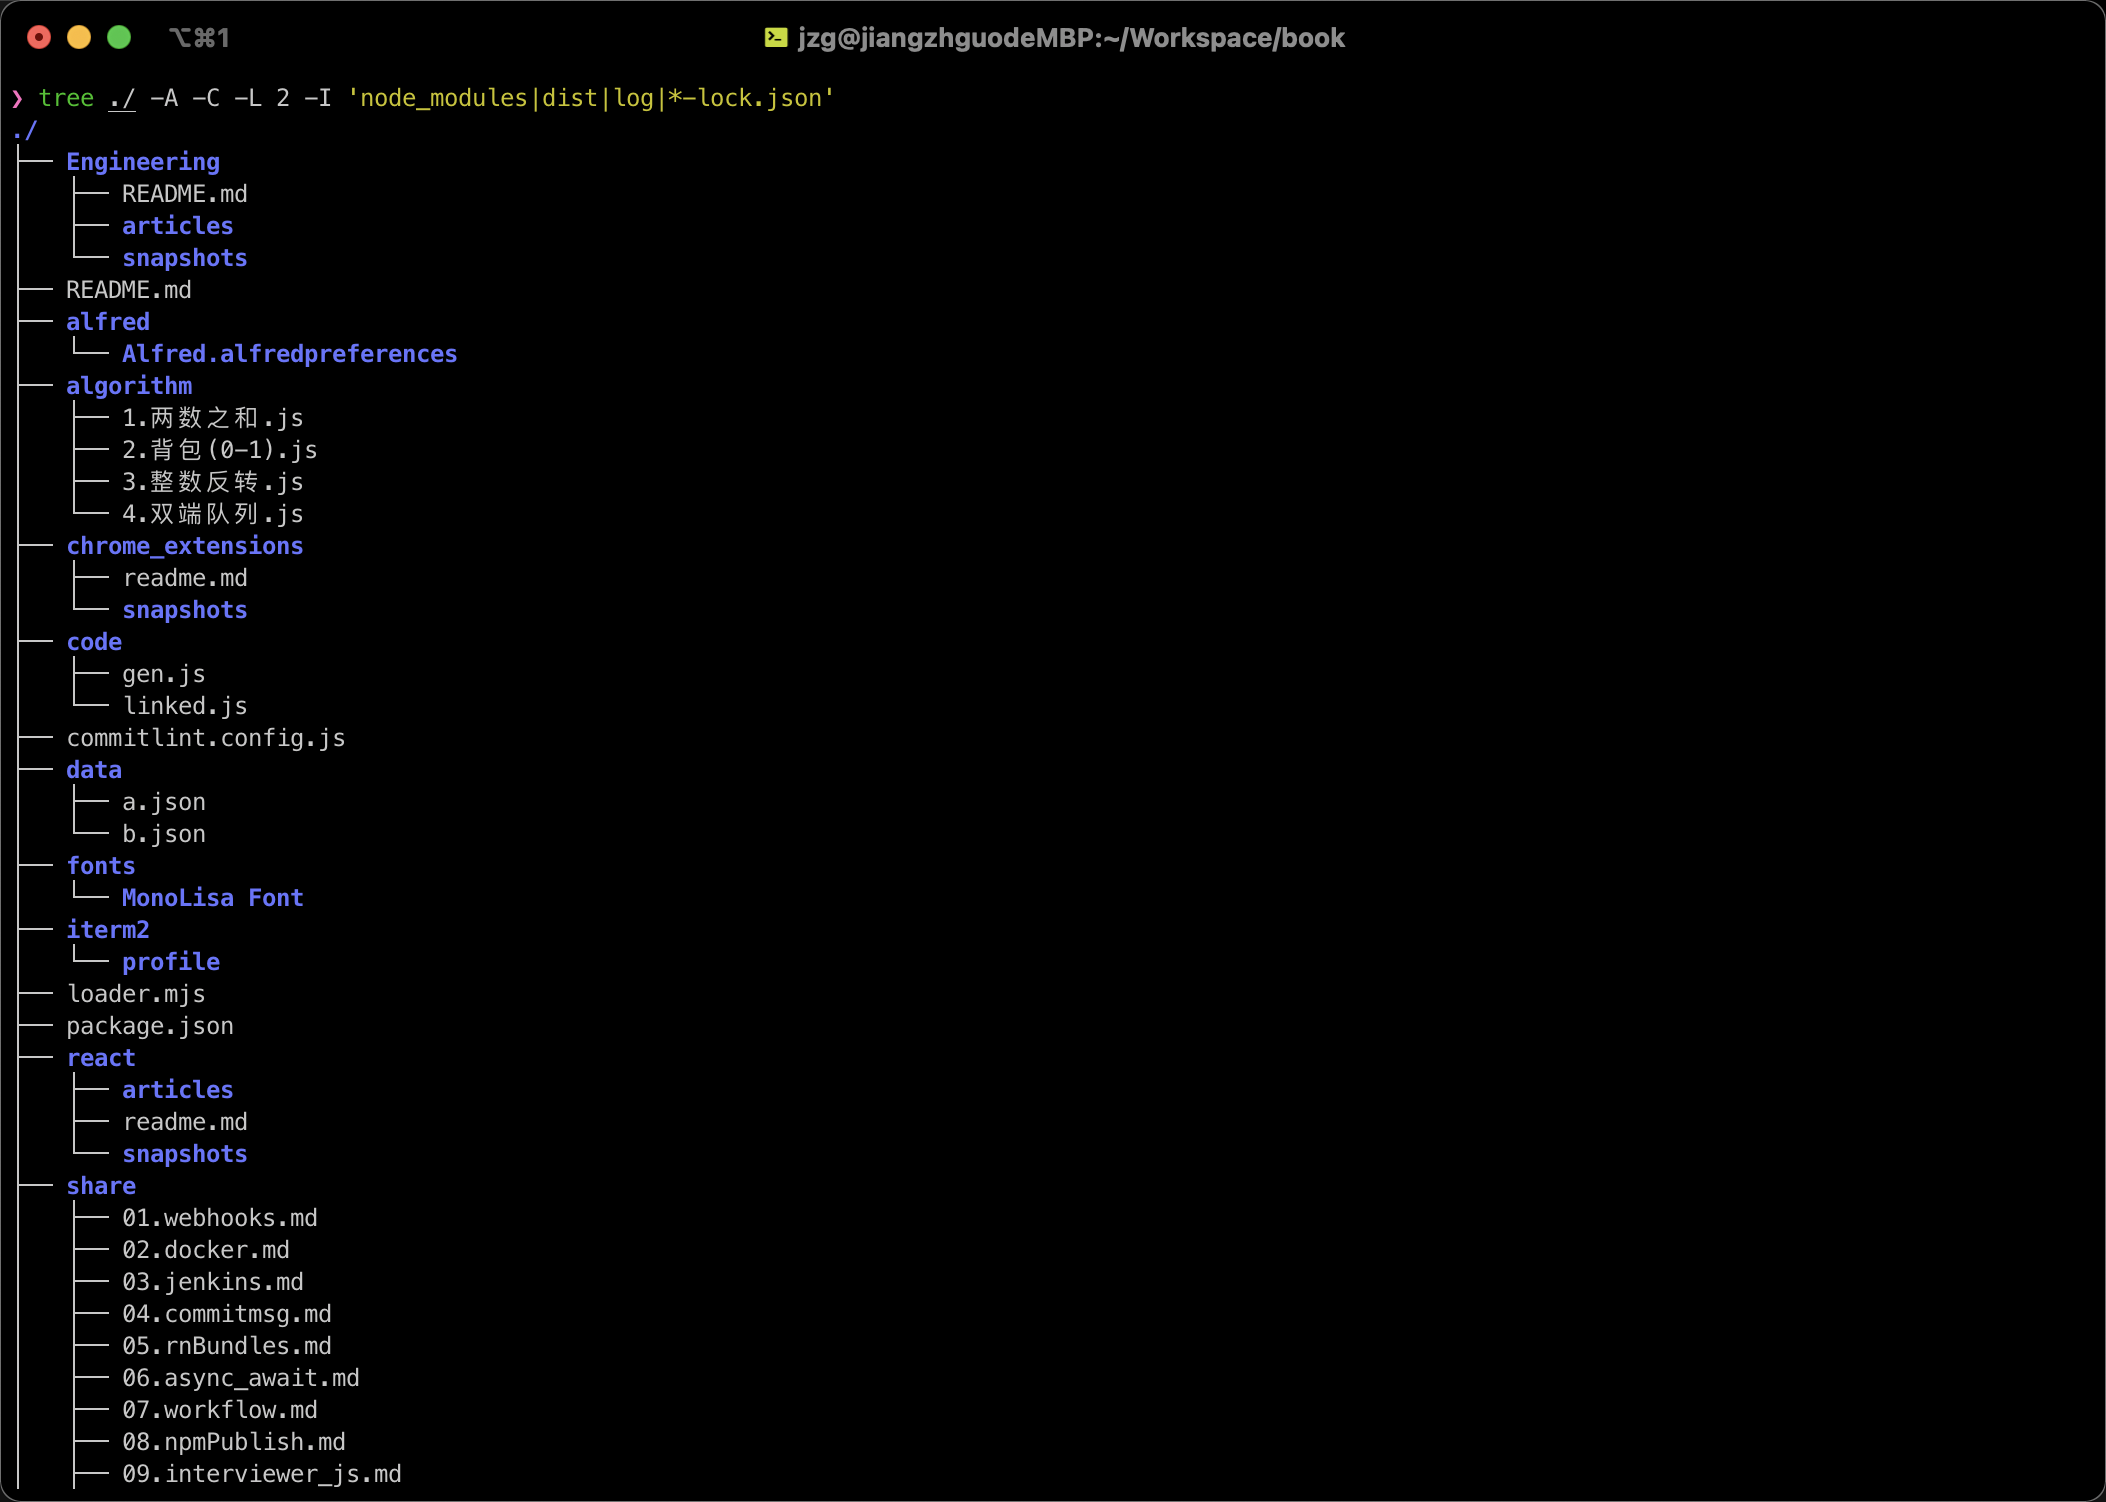 ⌥⌘1
jzg@jiangzhguodeMBP:~/Workspace/book
❯ tree ./ -A -C -L 2 -I 'node_modules|dist|log|*-lock.json'
./
├── Engineering
│   ├── README.md
│   ├── articles
│   └── snapshots
├── README.md
├── alfred
│   └── Alfred.alfredpreferences
├── algorithm
│   ├── 1.两数之和.js
│   ├── 2.背包(0-1).js
│   ├── 3.整数反转.js
│   └── 4.双端队列.js
├── chrome_extensions
│   ├── readme.md
│   └── snapshots
├── code
│   ├── gen.js
│   └── linked.js
├── commitlint.config.js
├── data
│   ├── a.json
│   └── b.json
├── fonts
│   └── MonoLisa Font
├── iterm2
│   └── profile
├── loader.mjs
├── package.json
├── react
│   ├── articles
│   ├── readme.md
│   └── snapshots
├── share
│   ├── 01.webhooks.md
│   ├── 02.docker.md
│   ├── 03.jenkins.md
│   ├── 04.commitmsg.md
│   ├── 05.rnBundles.md
│   ├── 06.async_await.md
│   ├── 07.workflow.md
│   ├── 08.npmPublish.md
│   ├── 09.interviewer_js.md